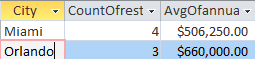 City CountOfrest AvgOfannua
Miami 4 $506,250.00
Orlando 3 $660,000.00